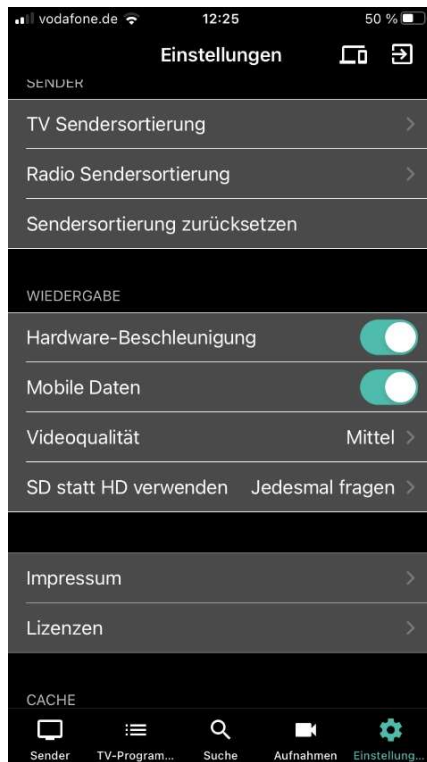 vodafone.de 12:25 50 %
Einstellungen
SENDER
TV Sendersortierung
Radio Sendersortierung
Sendersortierung zurücksetzen
WIEDERGABE
Hardware-Beschleunigung
Mobile Daten
Videoqualität Mittel
SD statt HD verwenden Jedesmal fragen
Impressum
Lizenzen
CACHE
Sender TV-Program... Suche Aufnahmen Einstellung...